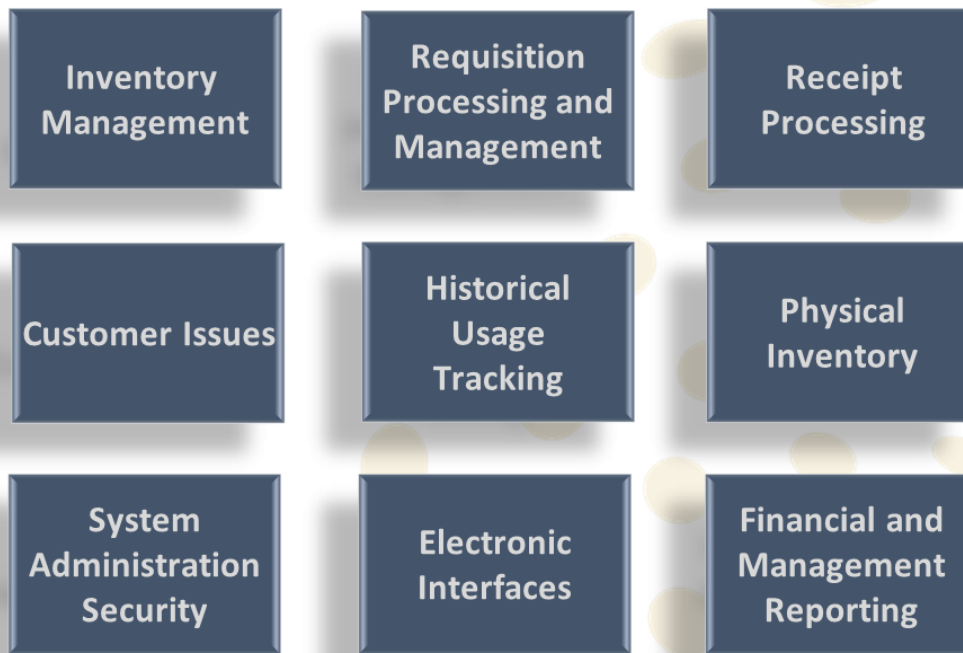 Inventory
Management
Requisition
Processing and
Management
Receipt
Processing
Customer Issues
Historical
Usage
Tracking
Physical
Inventory
System
Administration
Security
Electronic
Interfaces
Financial and
Management
Reporting